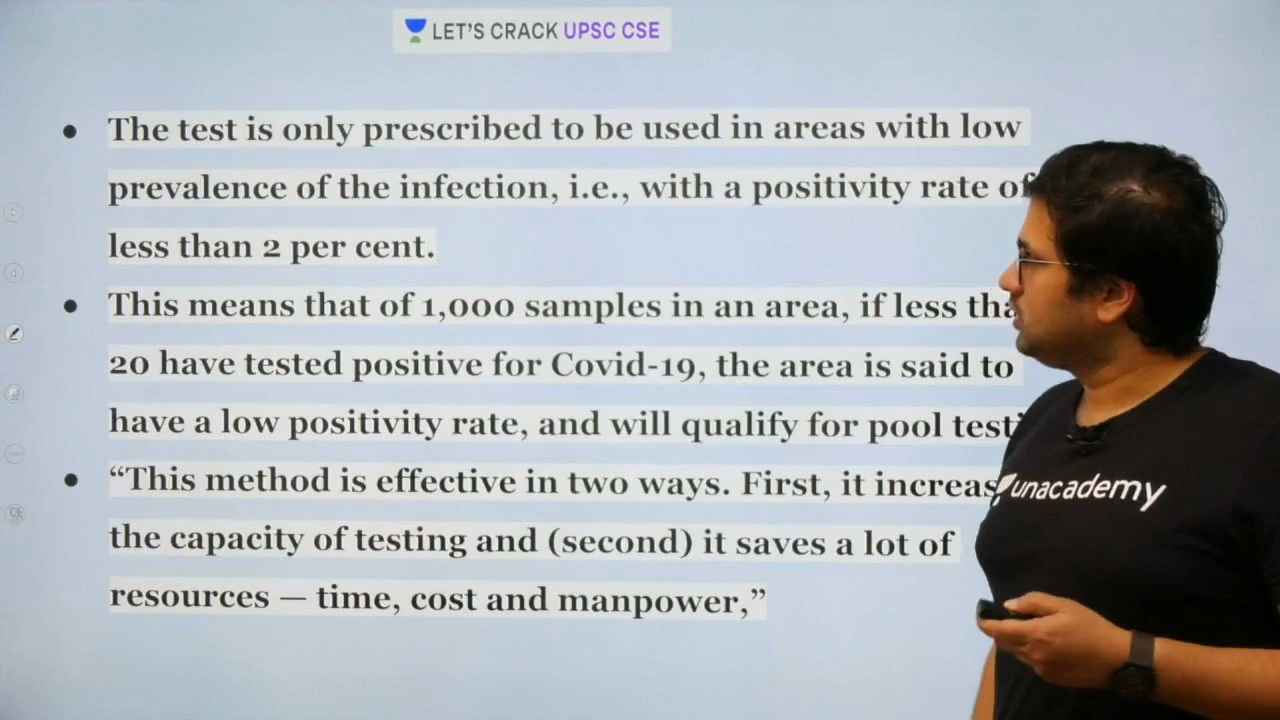 LET'S CRACK UPSC CSE
The test is only prescribed to be used in areas with low
prevalence of the infection, i.e., with a positivity rate of
less than 2 per cent.
This means that of 1,000 samples in an area, if less
20 have tested positive for Covid-19, the area is said to
have a low positivity rate, and will qualify for pool
“This method is effective in two ways. First, it
the capacity of testing and (second) it saves a lot of
resources — time, cost and manpower,”
unacademy